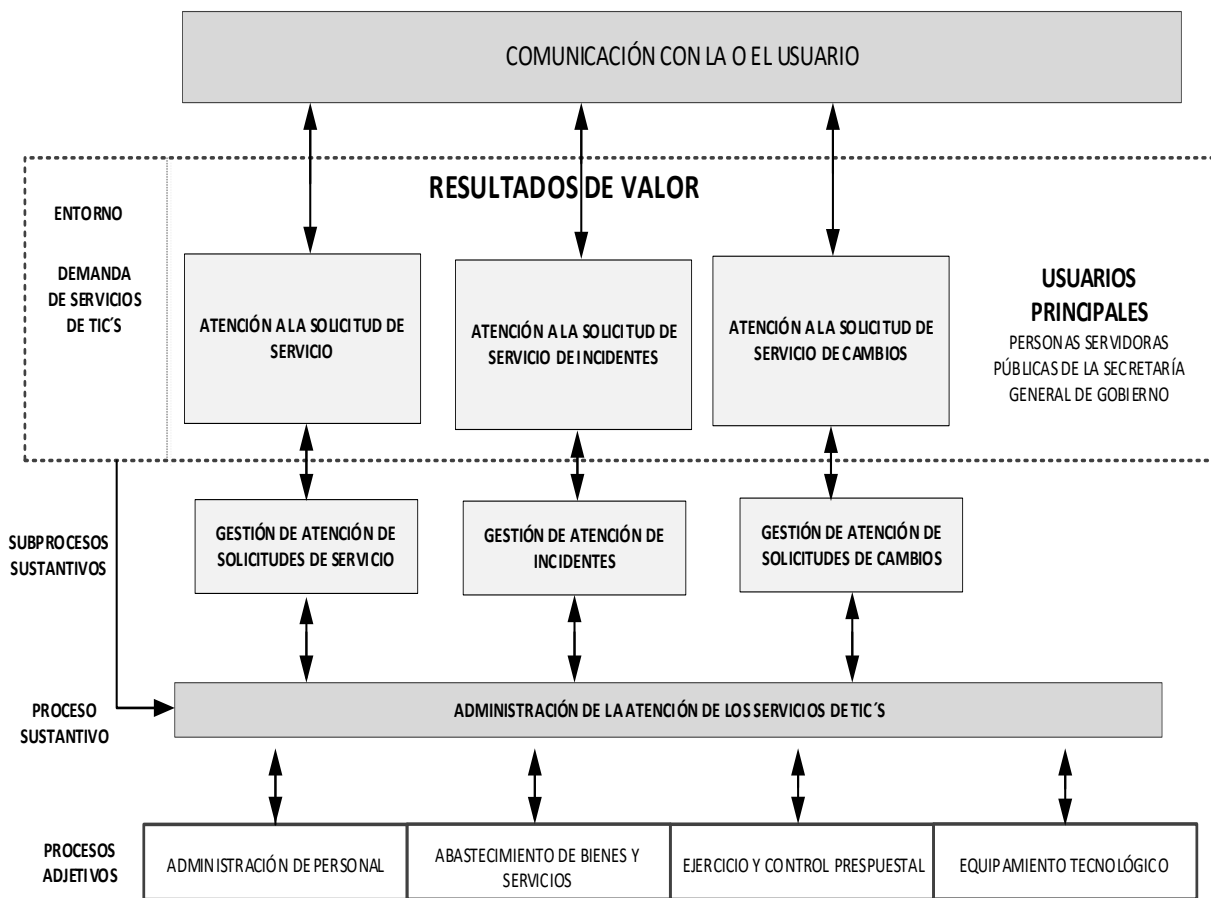 COMUNICACIÓN CON LA O EL USUARIO
RESULTADOS DE VALOR
ENTORNO
DEMANDA
DE SERVICIOS
DE TIC´S
ATENCIÓN A LA SOLICITUD DE
SERVICIO
ATENCIÓN A LA SOLICITUD DE
SERVICIO DE INCIDENTES
ATENCIÓN A LA SOLICITUD DE
SERVICIO DE CAMBIOS
USUARIOS
PRINCIPALES
PERSONAS SERVIDORAS
PÚBLICAS DE LA SECRETARÍA
GENERAL DE GOBIERNO
SUBPROCESOS
SUSTANTIVOS
GESTIÓN DE ATENCIÓN DE
SOLICITUDES DE SERVICIO
GESTIÓN DE ATENCIÓN DE
INCIDENTES
GESTIÓN DE ATENCIÓN DE
SOLICITUDES DE CAMBIOS
PROCESO
SUSTANTIVO
ADMINISTRACIÓN DE LA ATENCIÓN DE LOS SERVICIOS DE TIC´S
PROCESOS
ADJETIVOS
ADMINISTRACIÓN DE PERSONAL
ABASTECIMIENTO DE BIENES Y
SERVICIOS
EJERCICIO Y CONTROL PRESPUESTAL
EQUIPAMIENTO TECNOLÓGICO